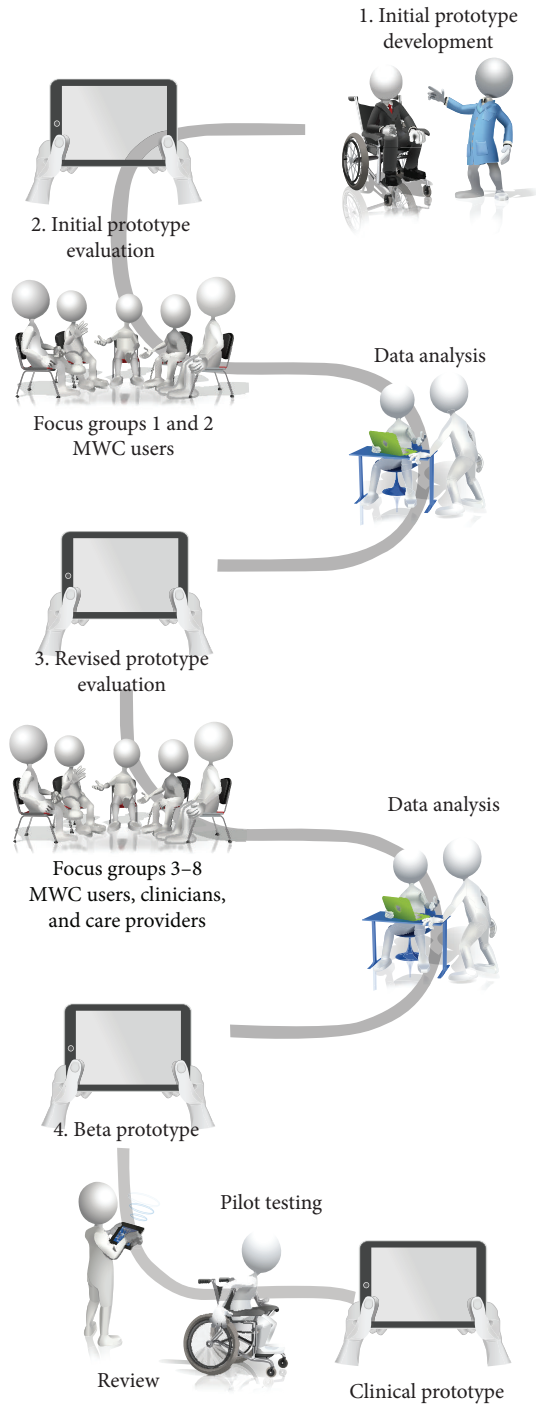 1. Initial prototype
development
2. Initial prototype
evaluation
Focus groups 1 and 2
MWC users
Data analysis
3. Revised prototype
evaluation
Focus groups 3–8
MWC users, clinicians,
and care providers
Data analysis
4. Beta prototype
Pilot testing
Review
Clinical prototype